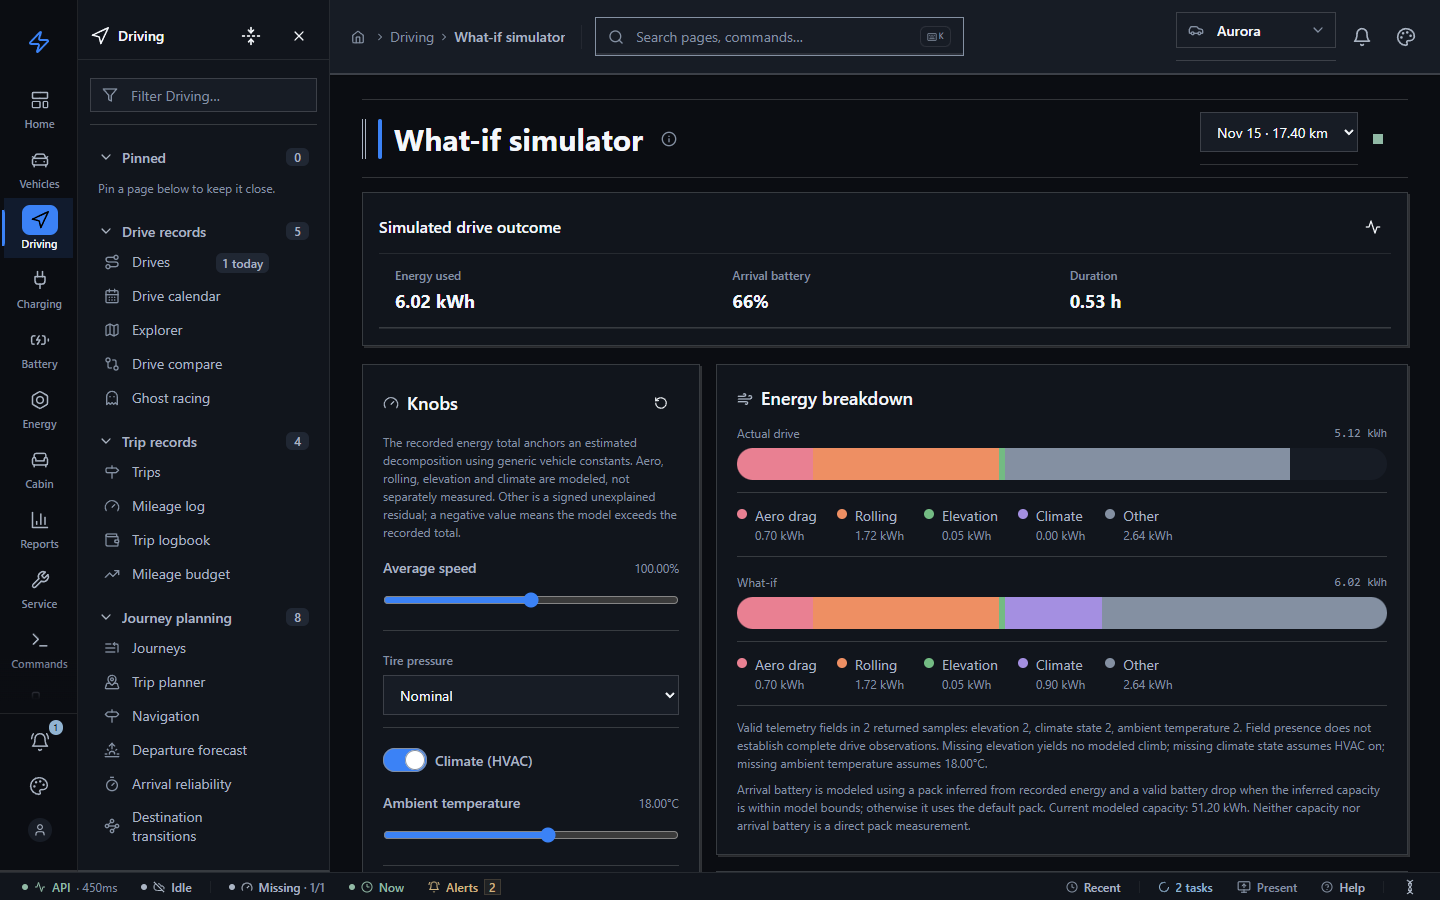 Home
Vehicles
Driving
Charging
Battery
Energy
Cabin
Reports
Service
Commands
1
Driving
Filter Driving...
Pinned 0
Pin a page below to keep it close.
Drive records 5
Drives 1 today
Drive calendar
Explorer
Drive compare
Ghost racing
Trip records 4
Trips
Mileage log
Trip logbook
Mileage budget
Journey planning 8
Journeys
Trip planner
Navigation
Departure forecast
Arrival reliability
Destination
transitions
Driving What-if simulator
Search pages, commands... K
Aurora
What-if simulator
Nov 15 · 17.40 km
Simulated drive outcome
Energy used Arrival battery Duration
6.02 kWh 66% 0.53 h
Knobs
The recorded energy total anchors an estimated
decomposition using generic vehicle constants. Aero,
rolling, elevation and climate are modeled, not
separately measured. Other is a signed unexplained
residual; a negative value means the model exceeds the
recorded total.
Average speed 100.00%
Tire pressure
Nominal
Climate (HVAC)
Ambient temperature 18.00°C
Energy breakdown
Actual drive 5.12 kWh
Aero drag Rolling Elevation Climate Other
0.70 kWh 1.72 kWh 0.05 kWh 0.00 kWh 2.64 kWh
What-if 6.02 kWh
Aero drag Rolling Elevation Climate Other
0.70 kWh 1.72 kWh 0.05 kWh 0.90 kWh 2.64 kWh
Valid telemetry fields in 2 returned samples: elevation 2, climate state 2, ambient temperature 2. Field presence does not
establish complete drive observations. Missing elevation yields no modeled climb; missing climate state assumes HVAC on;
missing ambient temperature assumes 18.00°C.
Arrival battery is modeled using a pack inferred from recorded energy and a valid battery drop when the inferred capacity
is within model bounds; otherwise it uses the default pack. Current modeled capacity: 51.20 kWh. Neither capacity nor
arrival battery is a direct pack measurement.
API · 450ms Idle Missing · 1/1 Now Alerts 2 Recent 2 tasks Present Help